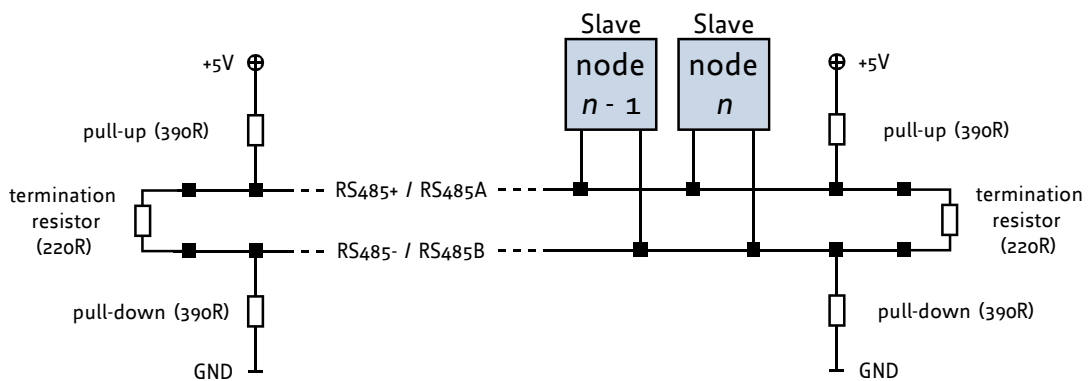 Slave
Slave
node
n - 1
node
n
+5V
+5V
pull-up (390R)
pull-up (390R)
RS485+ / RS485A
termination
resistor
(220R)
termination
resistor
(220R)
RS485- / RS485B
pull-down (390R)
pull-down (390R)
GND
GND